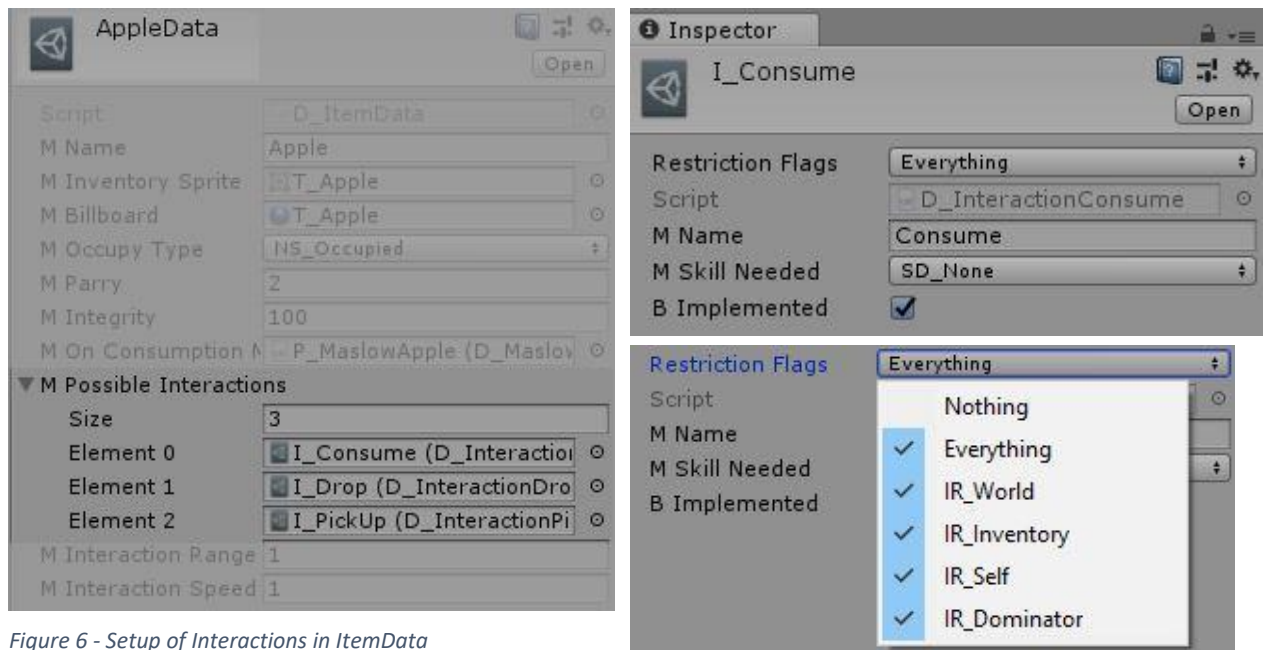 AppleData
Open
Script D_ItemData
M Name Apple
M Inventory Sprite T_Apple
M Billboard T_Apple
M Occupy Type NS_Occupied
M Parry 2
M Integrity 100
M On Consumption M P_MaslowApple (D_Maslov
M Possible Interactions
Size 3
Element 0 I_Consume (D_Interaction
Element 1 I_Drop (D_InteractionDro
Element 2 I_PickUp (D_InteractionPi
M Interaction Range 1
M Interaction Speed 1
Figure 6 - Setup of Interactions in ItemData
Inspector
I_Consume
Open
Restriction Flags Everything
Script D_InteractionConsume
M Name Consume
M Skill Needed SD_None
B Implemented
Restriction Flags Everything
Script
M Name
M Skill Needed
B Implemented
Nothing
Everything
IR_World
IR_Inventory
IR_Self
IR_Dominator